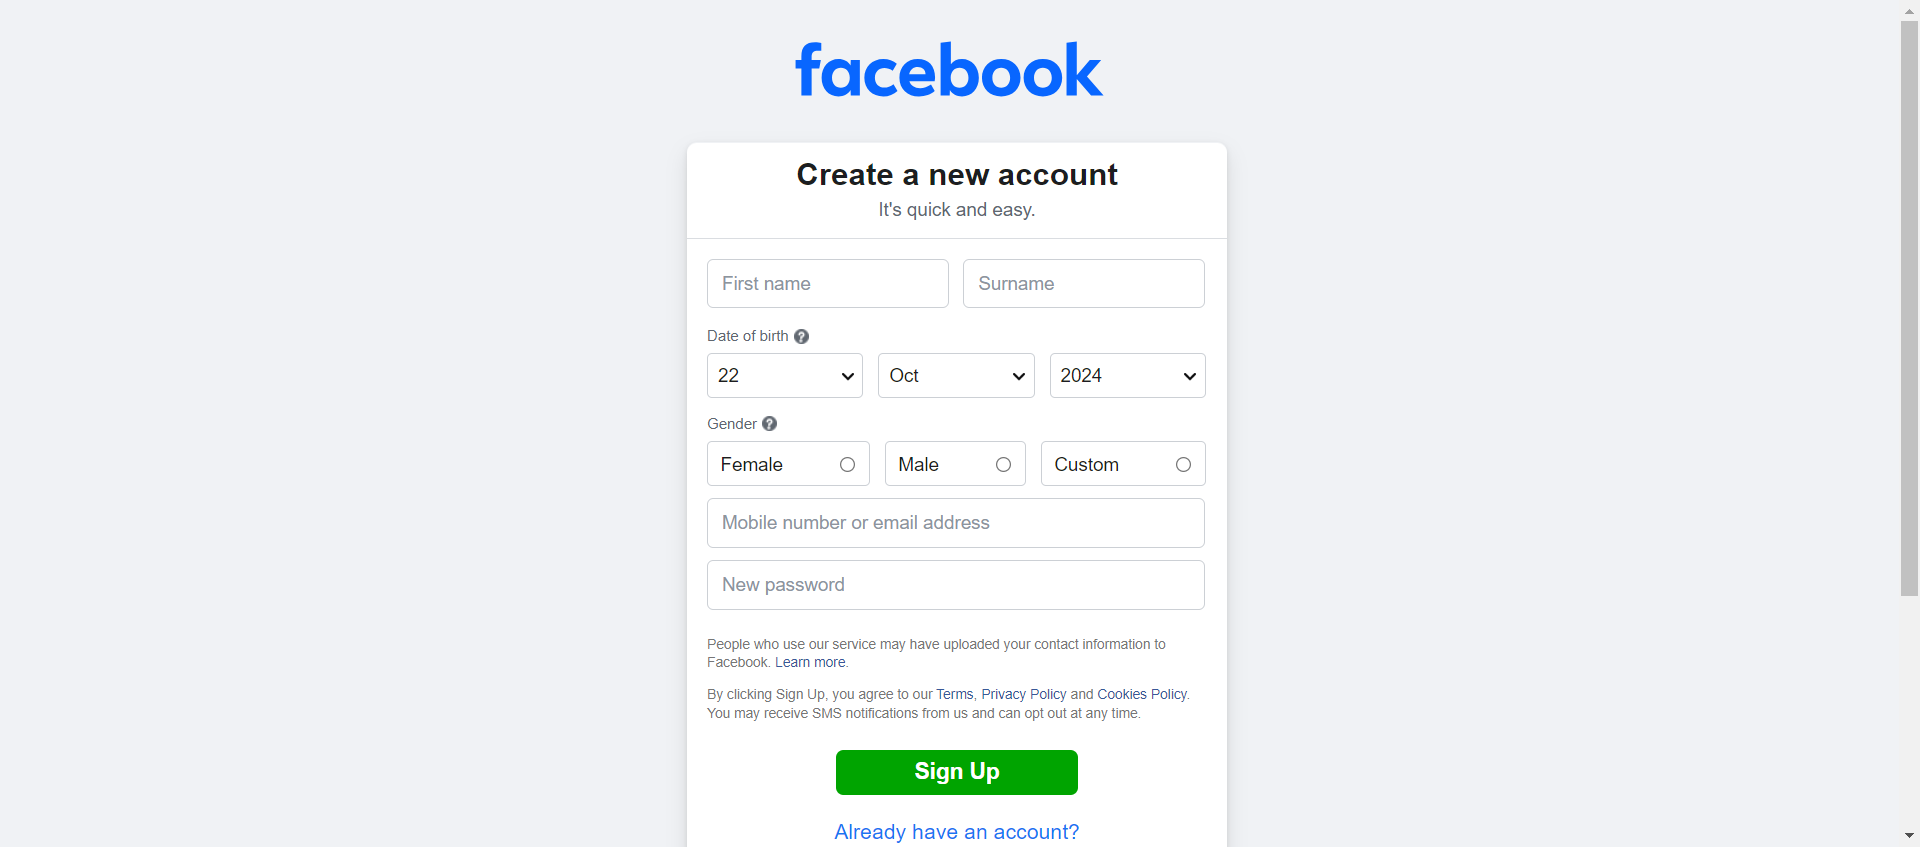 facebook
Create a new account
It's quick and easy.
First name Surname
Date of birth ?
22 Oct 2024
Gender ?
Female Male Custom
Mobile number or email address
New password
People who use our service may have uploaded your contact information to
Facebook. Learn more.
By clicking Sign Up, you agree to our Terms, Privacy Policy and Cookies Policy.
You may receive SMS notifications from us and can opt out at any time.
Sign Up
Already have an account?